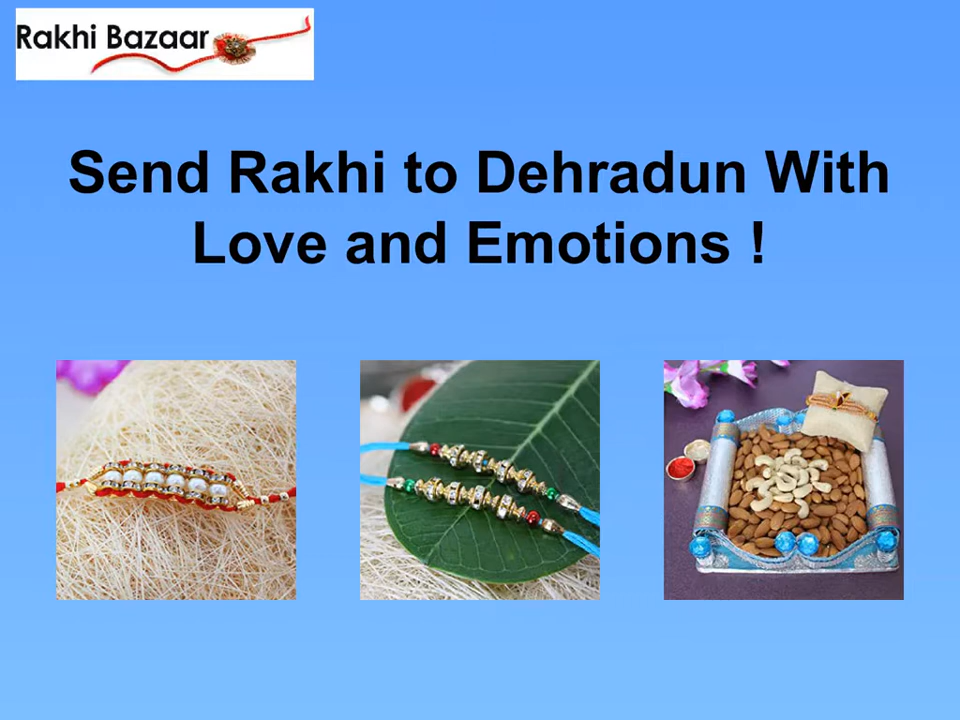 Rakhi Bazaar
Send Rakhi to Dehradun With
Love and Emotions !